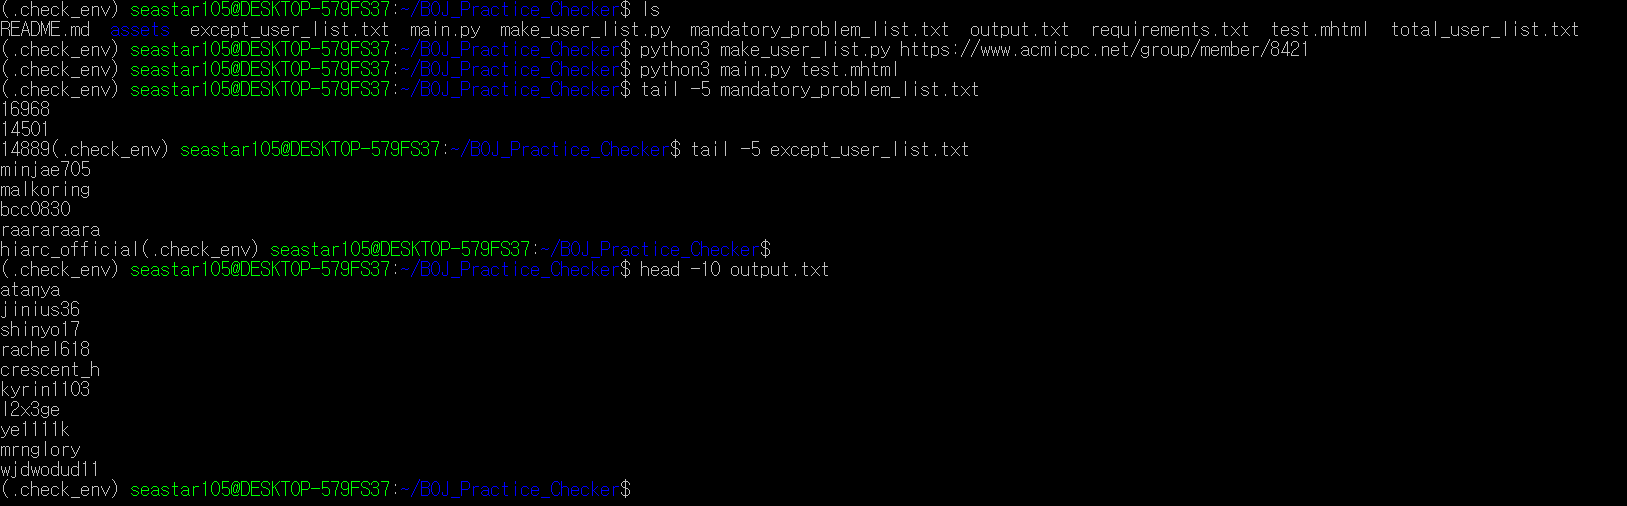 (.check_env) seastar105@DESKTOP-579FS37:~/BOJ_Practice_Checker$ ls
README.md  assets  except_user_list.txt  main.py  make_user_list.py  mandatory_problem_list.txt  output.txt  requirements.txt  test.mhtml  total_user_list.txt
(.check_env) seastar105@DESKTOP-579FS37:~/BOJ_Practice_Checker$ python3 make_user_list.py https://www.acmicpc.net/group/member/8421
(.check_env) seastar105@DESKTOP-579FS37:~/BOJ_Practice_Checker$ python3 main.py test.mhtml
(.check_env) seastar105@DESKTOP-579FS37:~/BOJ_Practice_Checker$ tail -5 mandatory_problem_list.txt
16968
14501
14889(.check_env) seastar105@DESKTOP-579FS37:~/BOJ_Practice_Checker$ tail -5 except_user_list.txt
minjae705
malkoring
bcc0830
raararaara
hiarc_official(.check_env) seastar105@DESKTOP-579FS37:~/BOJ_Practice_Checker$
(.check_env) seastar105@DESKTOP-579FS37:~/BOJ_Practice_Checker$ head -10 output.txt
atanya
jinius36
shinyo17
rachel618
crescent_h
kyrin1103
l2x3ge
ye1111k
mrnglory
wjdwodud11
(.check_env) seastar105@DESKTOP-579FS37:~/BOJ_Practice_Checker$